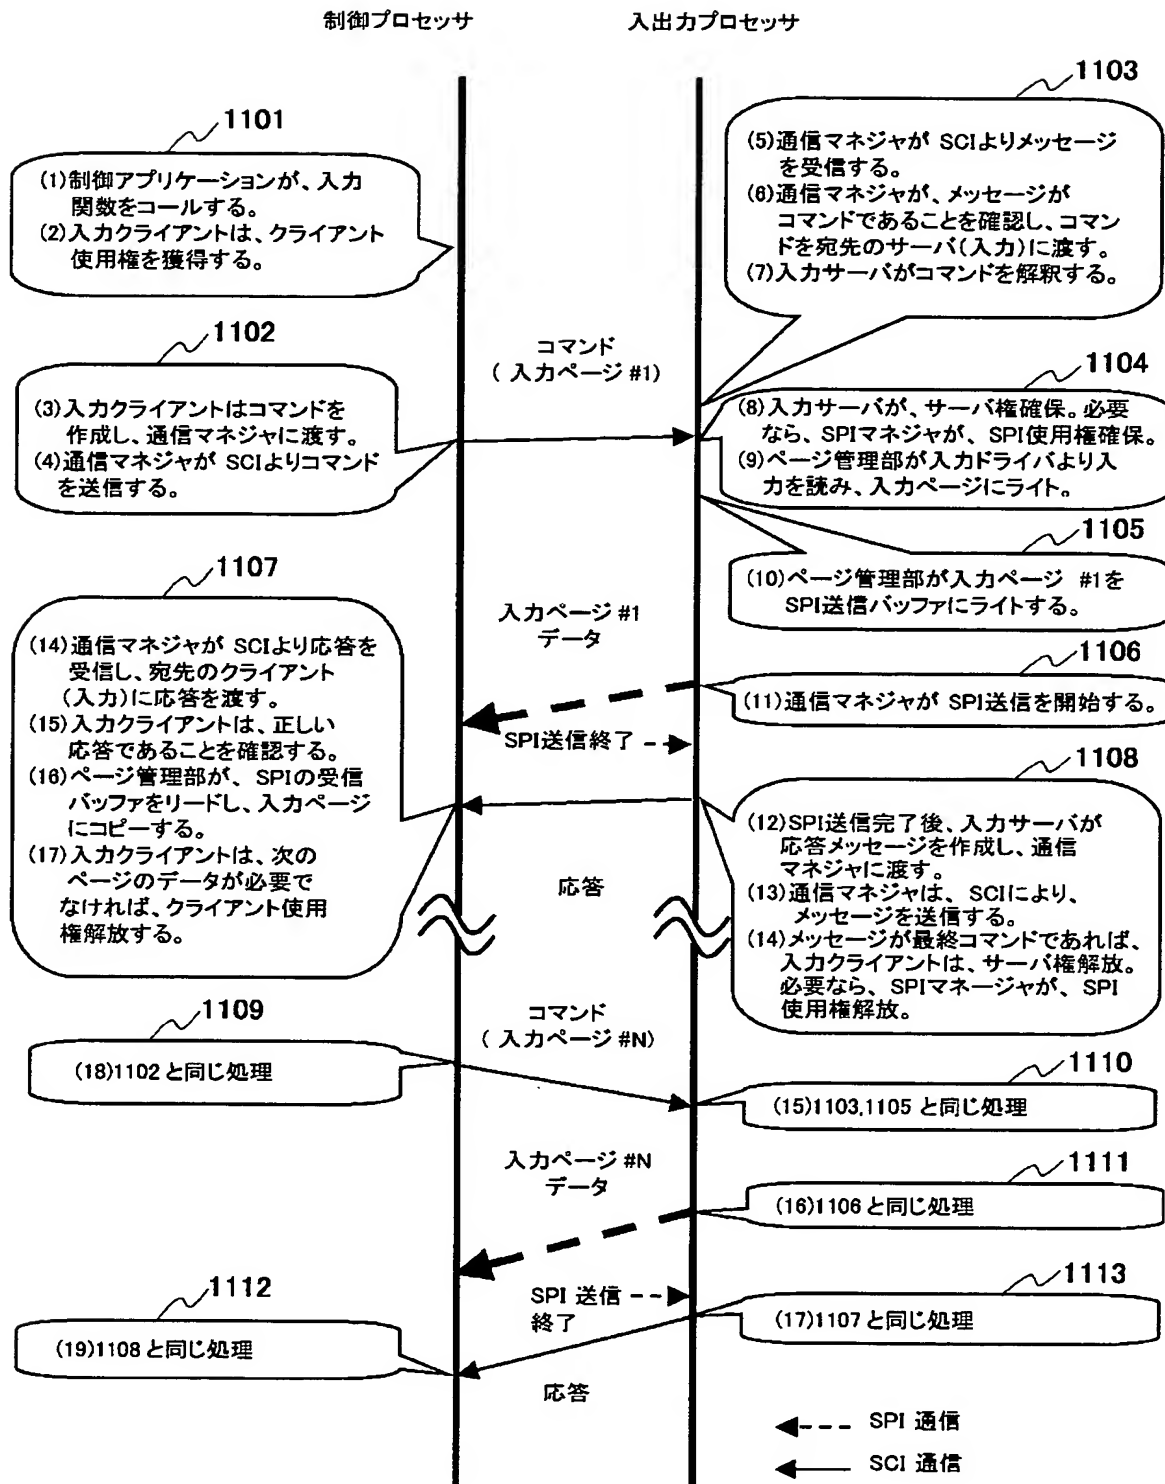 制御プロセッサ
入出力プロセッサ
1101
(1)制御アプリケーションが、入力
関数をコールする。
(2)入力クライアントは、クライアント
使用権を獲得する。
1103
(5)通信マネジャが SCIよりメッセージ
を受信する。
(6)通信マネジャが、メッセージが
コマンドであることを確認し、コマン
ドを宛先のサーバ(入力)に渡す。
(7)入力サーバがコマンドを解釈する。
1102
(3)入力クライアントはコマンドを
作成し、通信マネジャに渡す。
(4)通信マネジャが SCIよりコマンド
を送信する。
コマンド
( 入力ページ #1)
1104
(8)入力サーバが、サーバ権確保。必要
なら、SPIマネジャが、SPI使用権確保。
(9)ページ管理部が入力ドライバより入
力を読み、入力ページにライト。
1105
(10)ページ管理部が入力ページ #1を
SPI送信バッファにライトする。
1107
(14)通信マネジャが SCIより応答を
受信し、宛先のクライアント
(入力)に応答を渡す。
(15)入力クライアントは、正しい
応答であることを確認する。
(16)ページ管理部が、SPIの受信
バッファをリードし、入力ページ
にコピーする。
(17)入力クライアントは、次の
ページのデータが必要で
なければ、クライアント使用
権解放する。
入力ページ #1
データ
1106
(11)通信マネジャが SPI送信を開始する。
SPI送信終了
1108
(12)SPI送信完了後、入力サーバが
応答メッセージを作成し、通信
マネジャに渡す。
(13)通信マネジャは、SCIにより、
メッセージを送信する。
(14)メッセージが最終コマンドであれば、
入力クライアントは、サーバ権解放。
必要なら、SPIマネージャが、SPI
使用権解放。
応答
1109
(18)1102 と同じ処理
コマンド
( 入力ページ #N)
1110
(15)1103,1105 と同じ処理
入力ページ #N
データ
1111
(16)1106 と同じ処理
1112
(19)1108 と同じ処理
SPI 送信
終了
1113
(17)1107 と同じ処理
応答
SPI 通信
SCI 通信